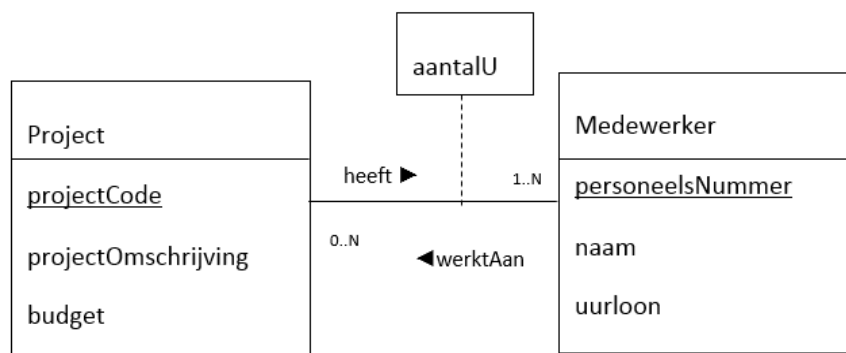 aantalU
Project
projectCode
projectOmschrijving
budget
heeft ►
1..N
0..N
◄werktAan
Medewerker
personeelsNummer
naam
uurloon